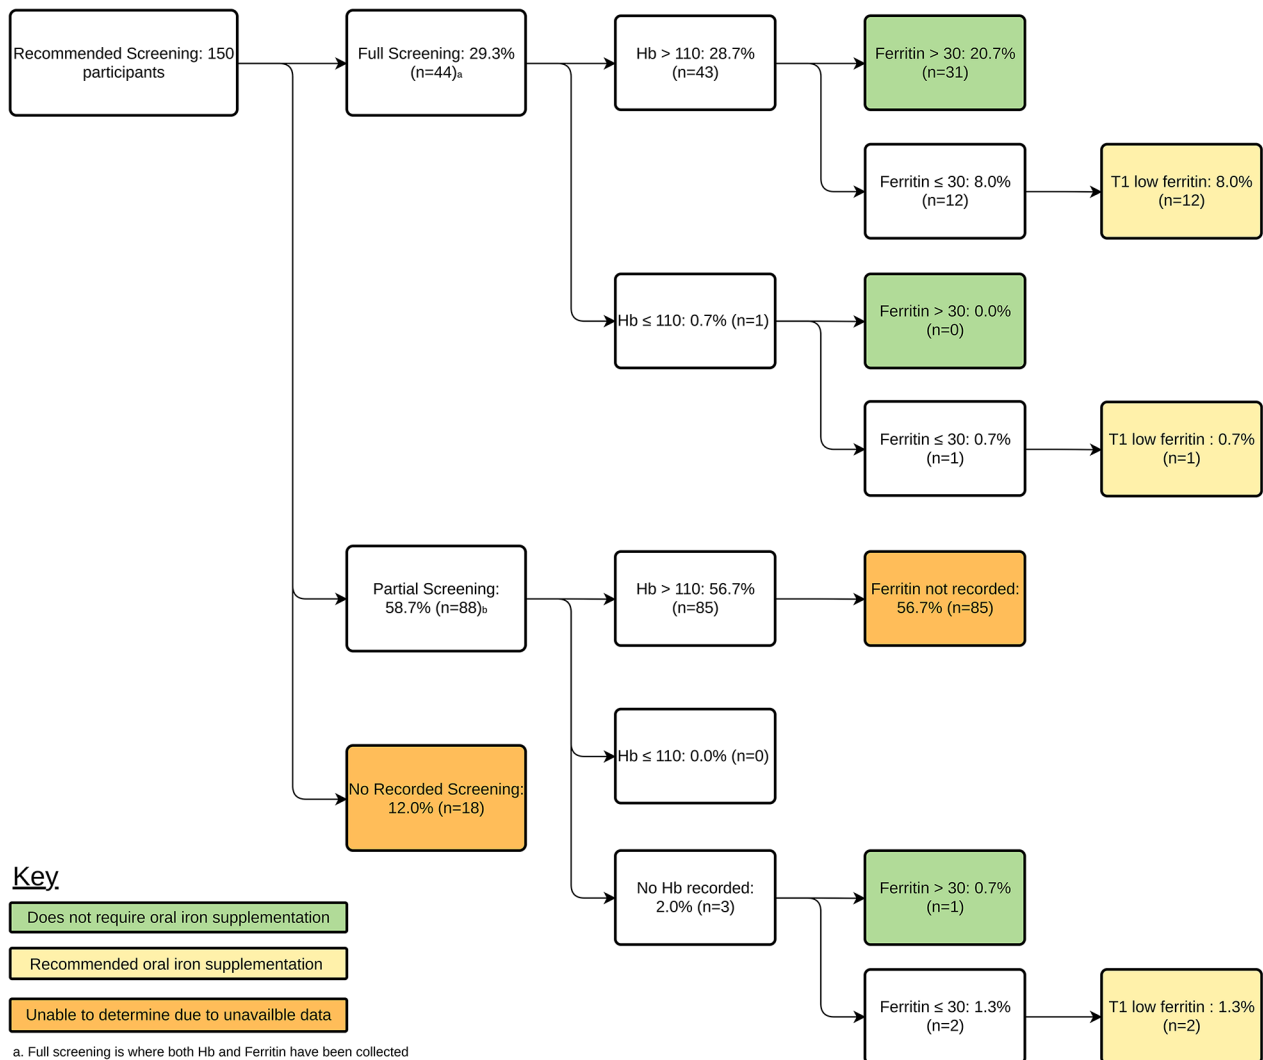 Recommended Screening: 150
participants
Full Screening: 29.3%
(n=44)a
Hb > 110: 28.7%
(n=43)
Ferritin > 30: 20.7%
(n=31)
Ferritin ≤ 30: 8.0%
(n=12)
T1 low ferritin: 8.0%
(n=12)
Hb ≤ 110: 0.7% (n=1)
Ferritin > 30: 0.0%
(n=0)
Ferritin ≤ 30: 0.7%
(n=1)
T1 low ferritin : 0.7%
(n=1)
Partial Screening:
58.7% (n=88)b
Hb > 110: 56.7%
(n=85)
Ferritin not recorded:
56.7% (n=85)
Hb ≤ 110: 0.0% (n=0)
No Recorded Screening:
12.0% (n=18)
No Hb recorded:
2.0% (n=3)
Ferritin > 30: 0.7%
(n=1)
Ferritin ≤ 30: 1.3%
(n=2)
T1 low ferritin : 1.3%
(n=2)
Key
Does not require oral iron supplementation
Recommended oral iron supplementation
Unable to determine due to unavailble data
a. Full screening is where both Hb and Ferritin have been collected